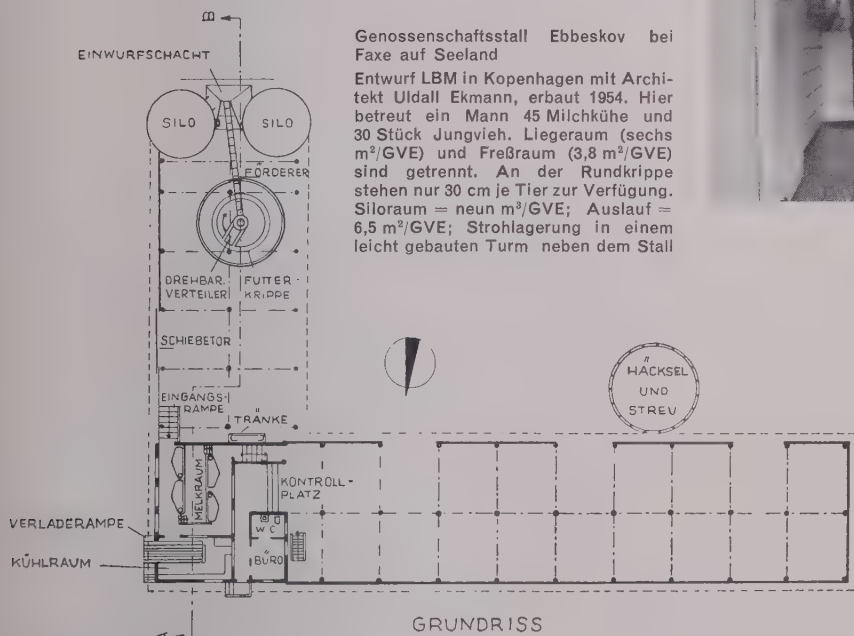 B
EINWURFSCHACHT
SILO
SILO
FÖRDERER
DREHBAR.
VERTEILER
FUTTER-
KRIPPE
SCHIEBETOR
EINGANGS-
RAMPE
TRÄNKE
MELKRAUM
KONTROLL-
PLATZ
WC
BÜRO
VERLADERAMPE
KÜHLRAUM
Genossenschaftsstall Ebbeskov bei
Faxe auf Seeland
Entwurf LBM in Kopenhagen mit Archi-
tekt Uldall Ekmann, erbaut 1954. Hier
betreut ein Mann 45 Milchkühe und
30 Stück Jungvieh. Liegeraum (sechs
m²/GVE) und Freßraum (3,8 m²/GVE)
sind getrennt. An der Rundkrippe
stehen nur 30 cm je Tier zur Verfügung.
Siloraum = neun m³/GVE; Auslauf =
6,5 m²/GVE; Strohlagerung in einem
leicht gebauten Turm neben dem Stall
HÄCKSEL
UND
STREU
GRUNDRISS